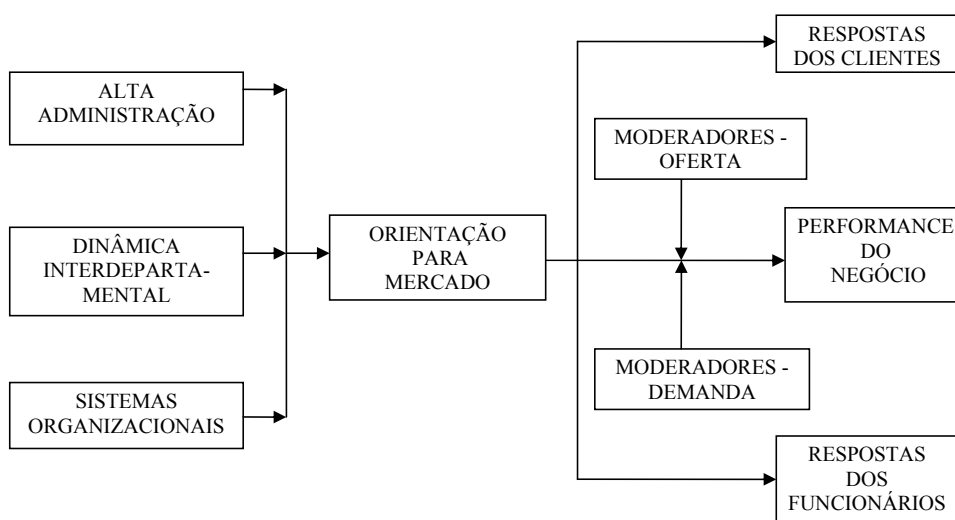 ALTA
ADMINISTRAÇÃO
DINÂMICA
INTERDEPARTA-
MENTAL
SISTEMAS
ORGANIZACIONAIS
ORIENTAÇÃO
PARA
MERCADO
RESPOSTAS
DOS CLIENTES
MODERADORES -
OFERTA
PERFORMANCE
DO
NEGÓCIO
MODERADORES -
DEMANDA
RESPOSTAS
DOS
FUNCIONÁRIOS